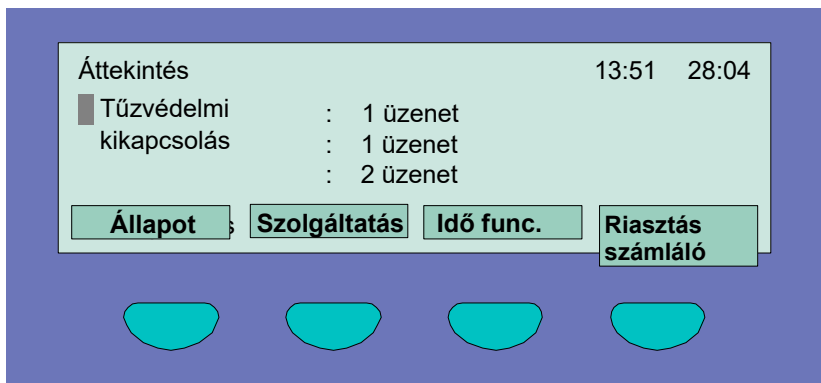 Áttekintés 13:51 28:04
Tűzvédelmi : 1 üzenet
kikapcsolás : 1 üzenet
: 2 üzenet
Állapot s Szolgáltatás Idő func. Riasztás
számláló